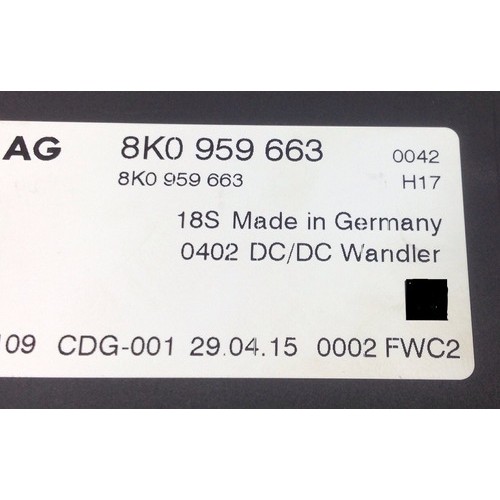 AG 8K0 959 663 0042
8K0 959 663 H17
18S Made in Germany
0402 DC/DC Wandler
109 CDG-001 29.04.15 0002 FWC2